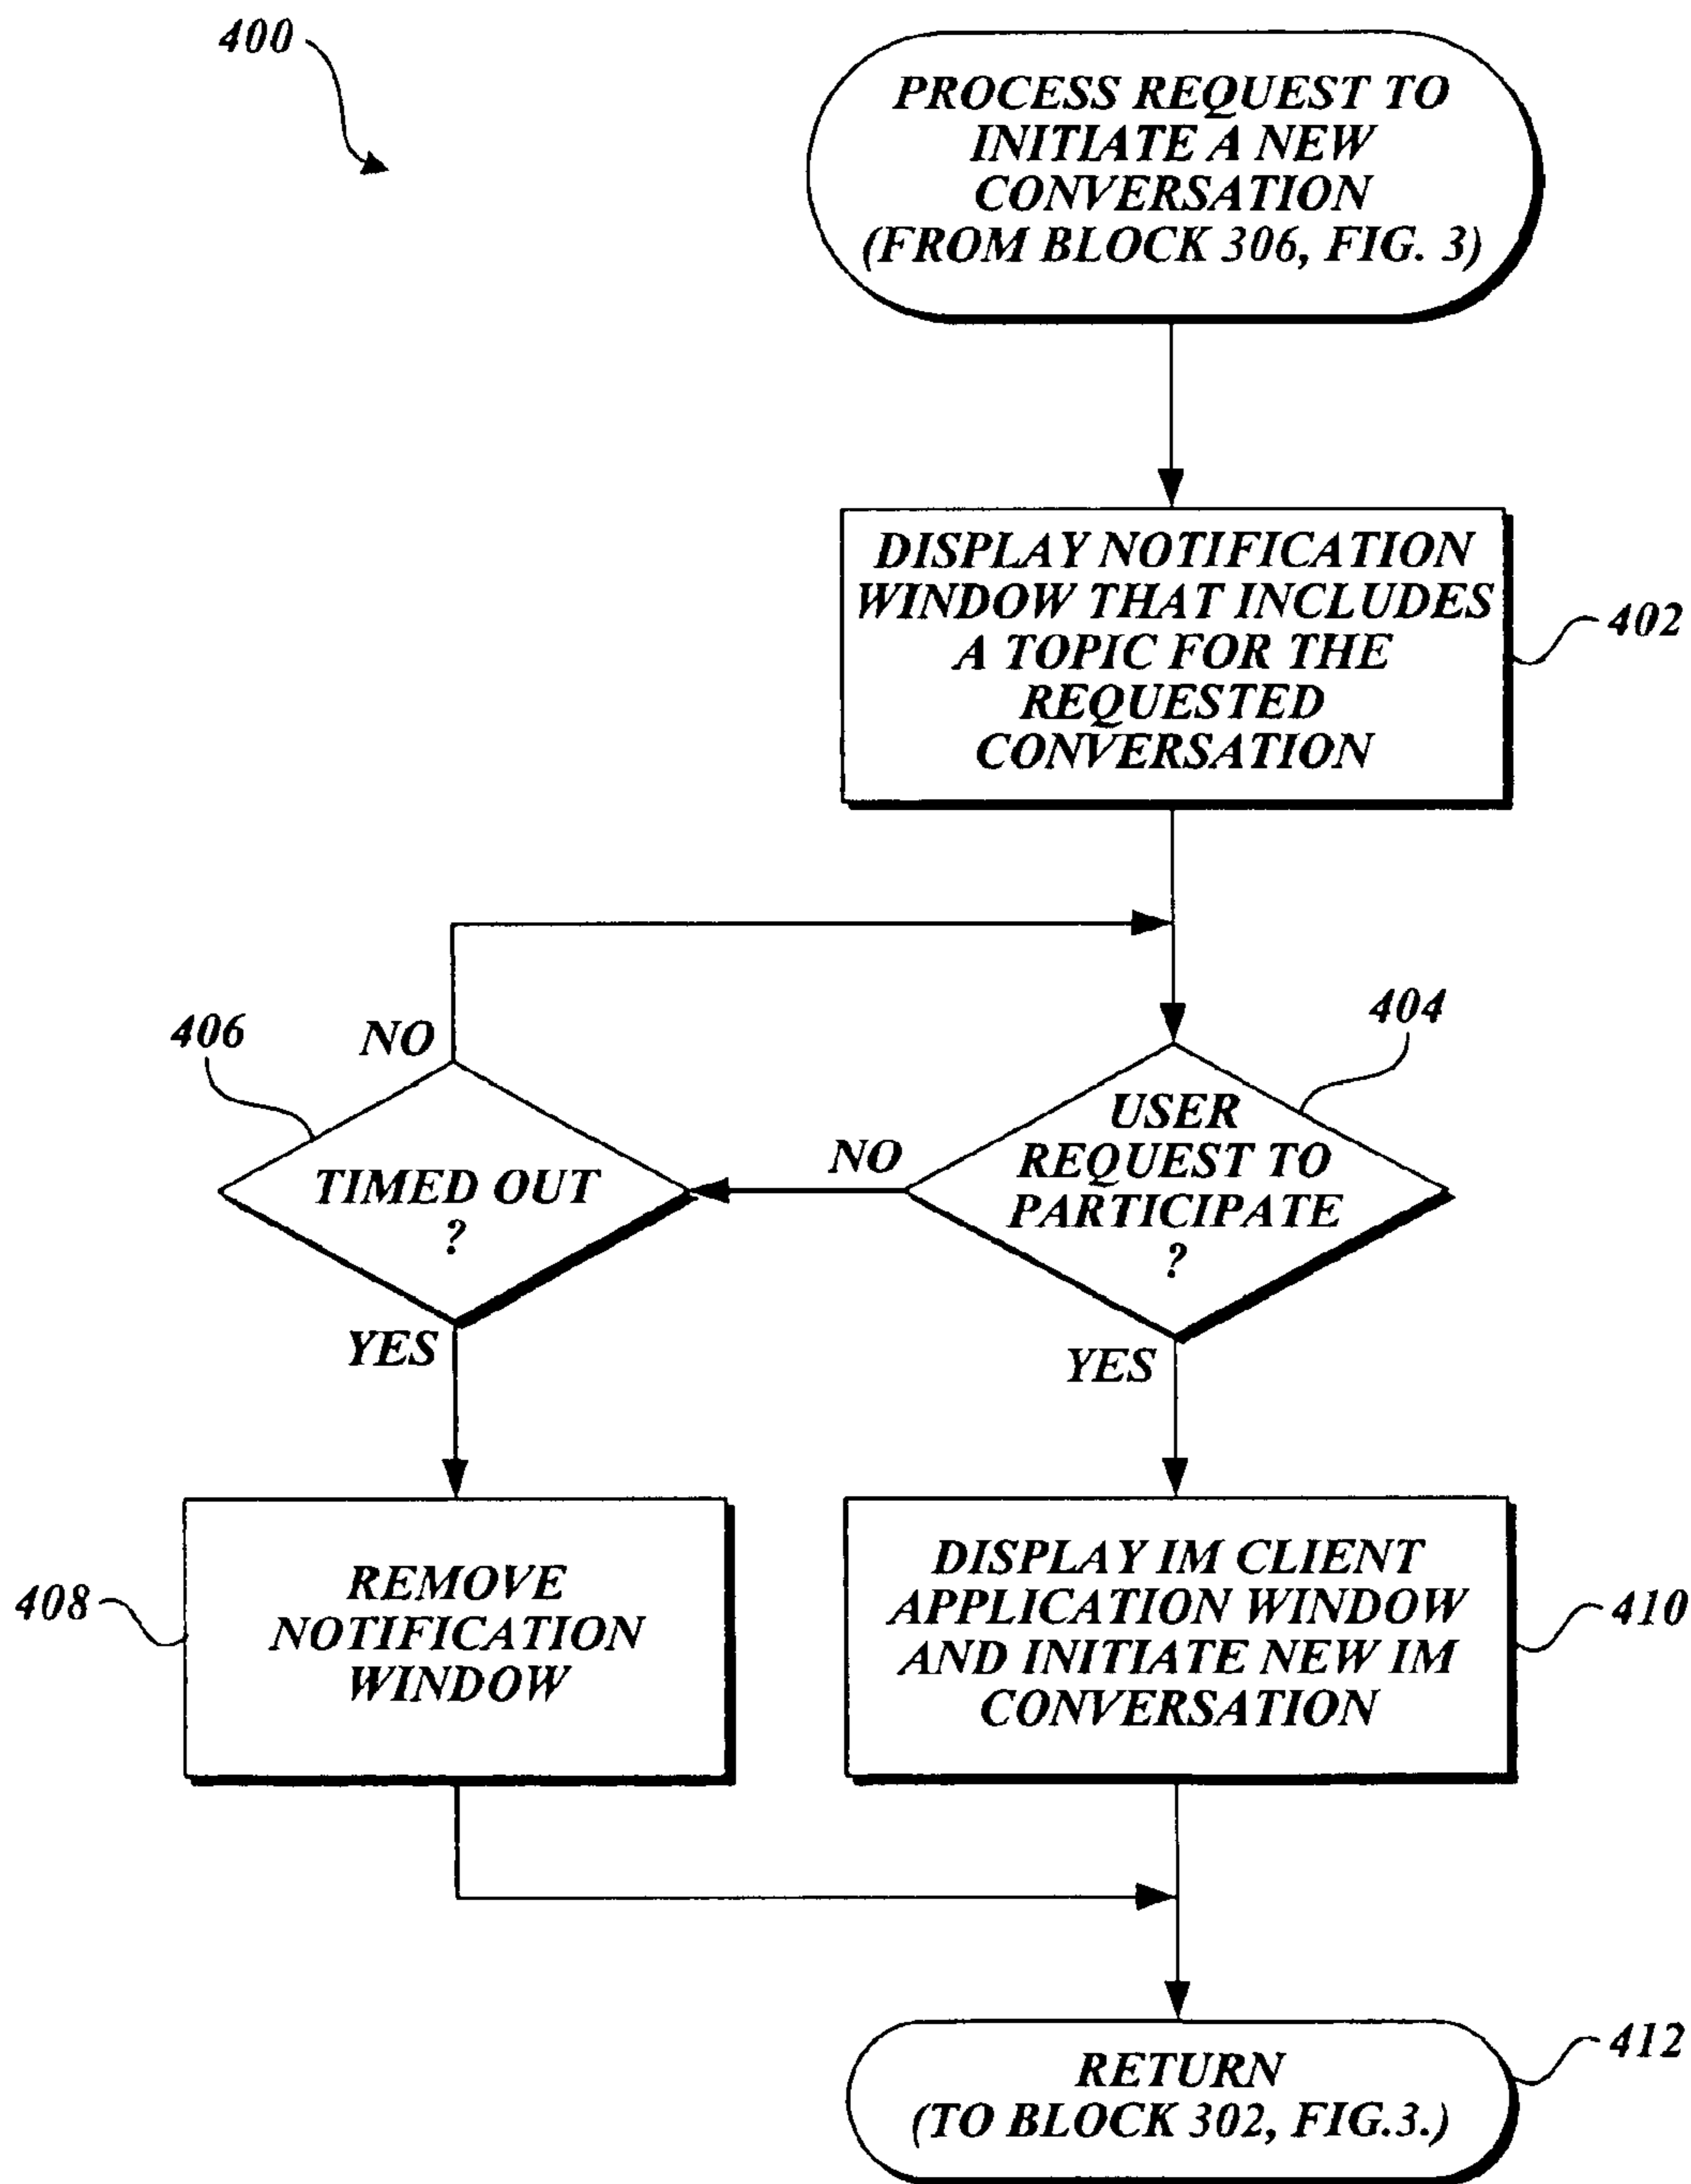 400
PROCESS REQUEST TO
INITIATE A NEW
CONVERSATION
(FROM BLOCK 306, FIG. 3)
DISPLAY NOTIFICATION
WINDOW THAT INCLUDES
A TOPIC FOR THE
REQUESTED
CONVERSATION
402
404
406
NO
USER
REQUEST TO
PARTICIPATE
?
NO
TIMED OUT
?
YES
YES
DISPLAY IM CLIENT
APPLICATION WINDOW
AND INITIATE NEW IM
CONVERSATION
410
REMOVE
NOTIFICATION
WINDOW
408
RETURN
(TO BLOCK 302, FIG.3.)
412